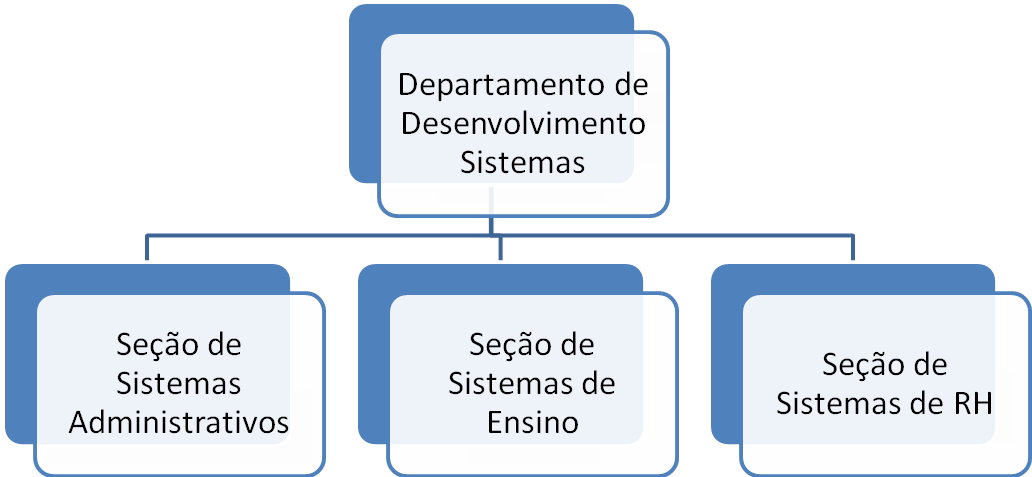 Departamento de
Desenvolvimento
Sistemas
Seção de
Sistemas
Administrativos
Seção de
Sistemas de
Ensino
Seção de
Sistemas de RH